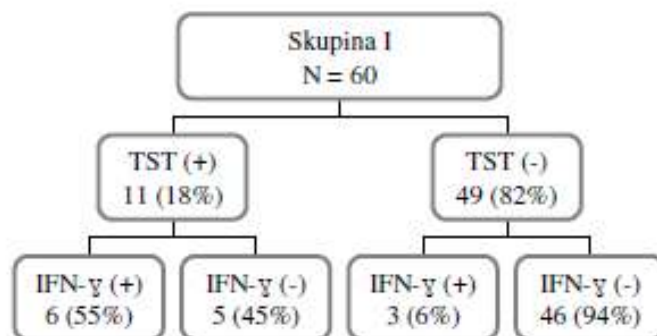 Skupina I
N = 60
TST (+)
11 (18%)
TST (-)
49 (82%)
IFN-ɣ (+)
6 (55%)
IFN-ɣ (-)
5 (45%)
IFN-ɣ (+)
3 (6%)
IFN-ɣ (-)
46 (94%)